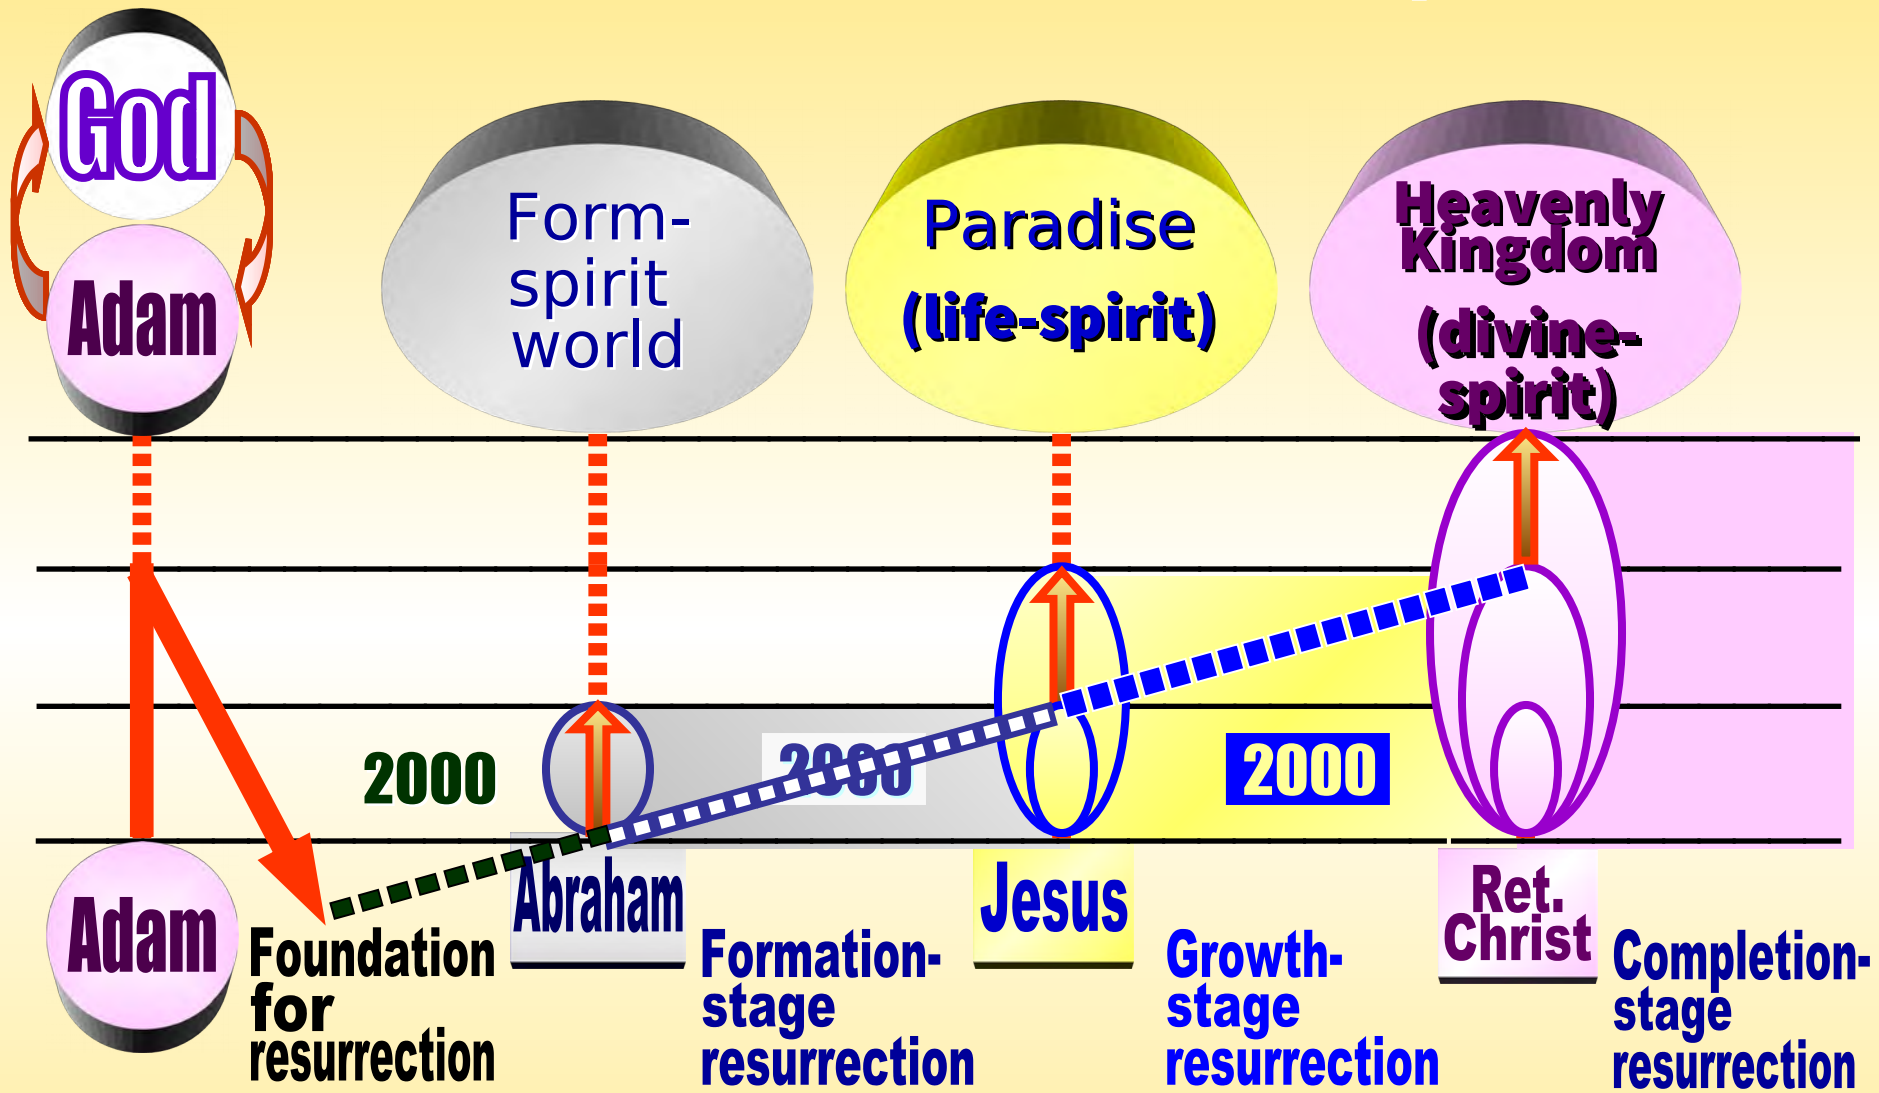 God
Adam
Form-
spirit
world
Paradise
(life-spirit)
Heavenly
Kingdom
(divine-
spirit)
2000
2000
2000
Adam
Foundation
for
resurrection
Abraham
Formation-
stage
resurrection
Jesus
Growth-
stage
resurrection
Ret.
Christ
Completion-
stage
resurrection